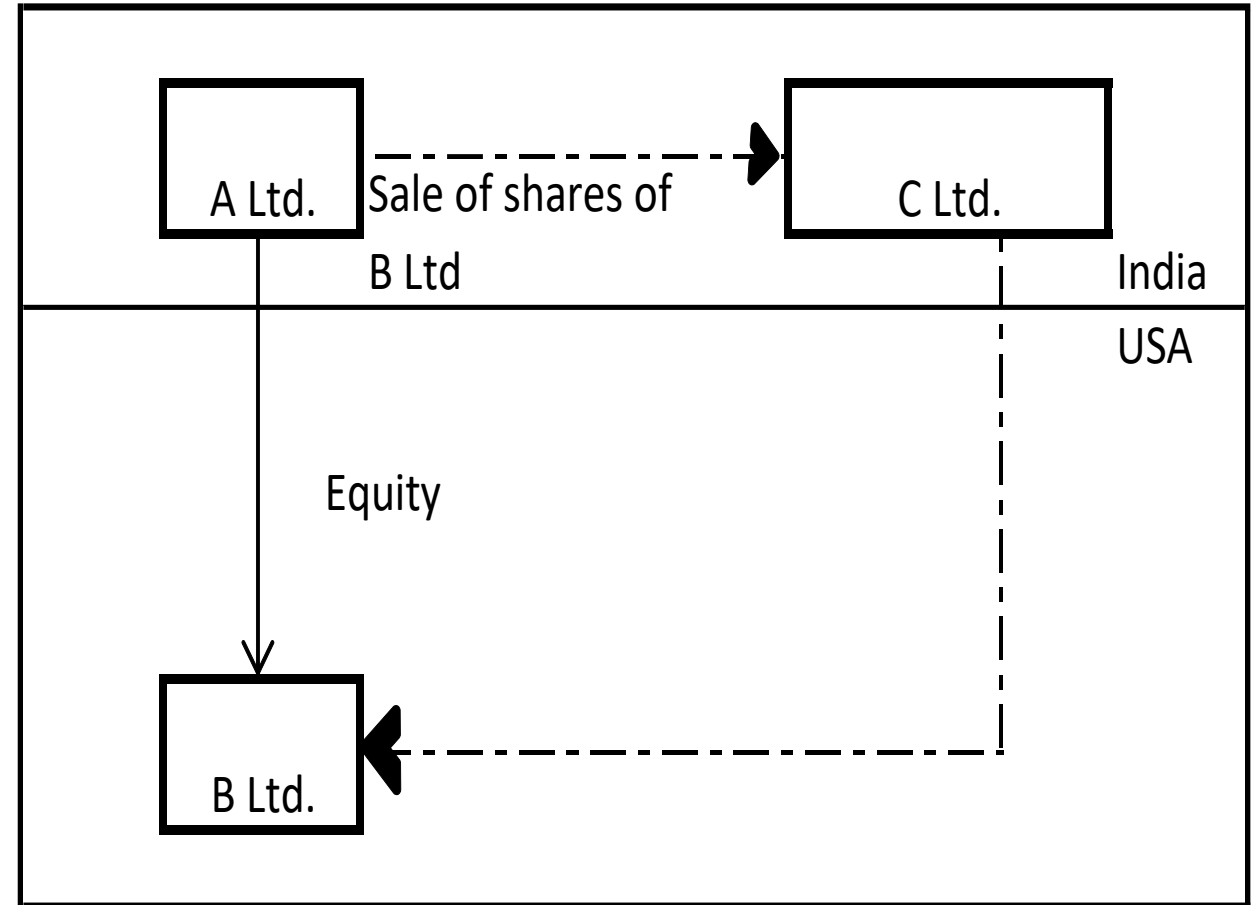 A Ltd.
Sale of shares of
B Ltd
C Ltd.
India
USA
Equity
B Ltd.